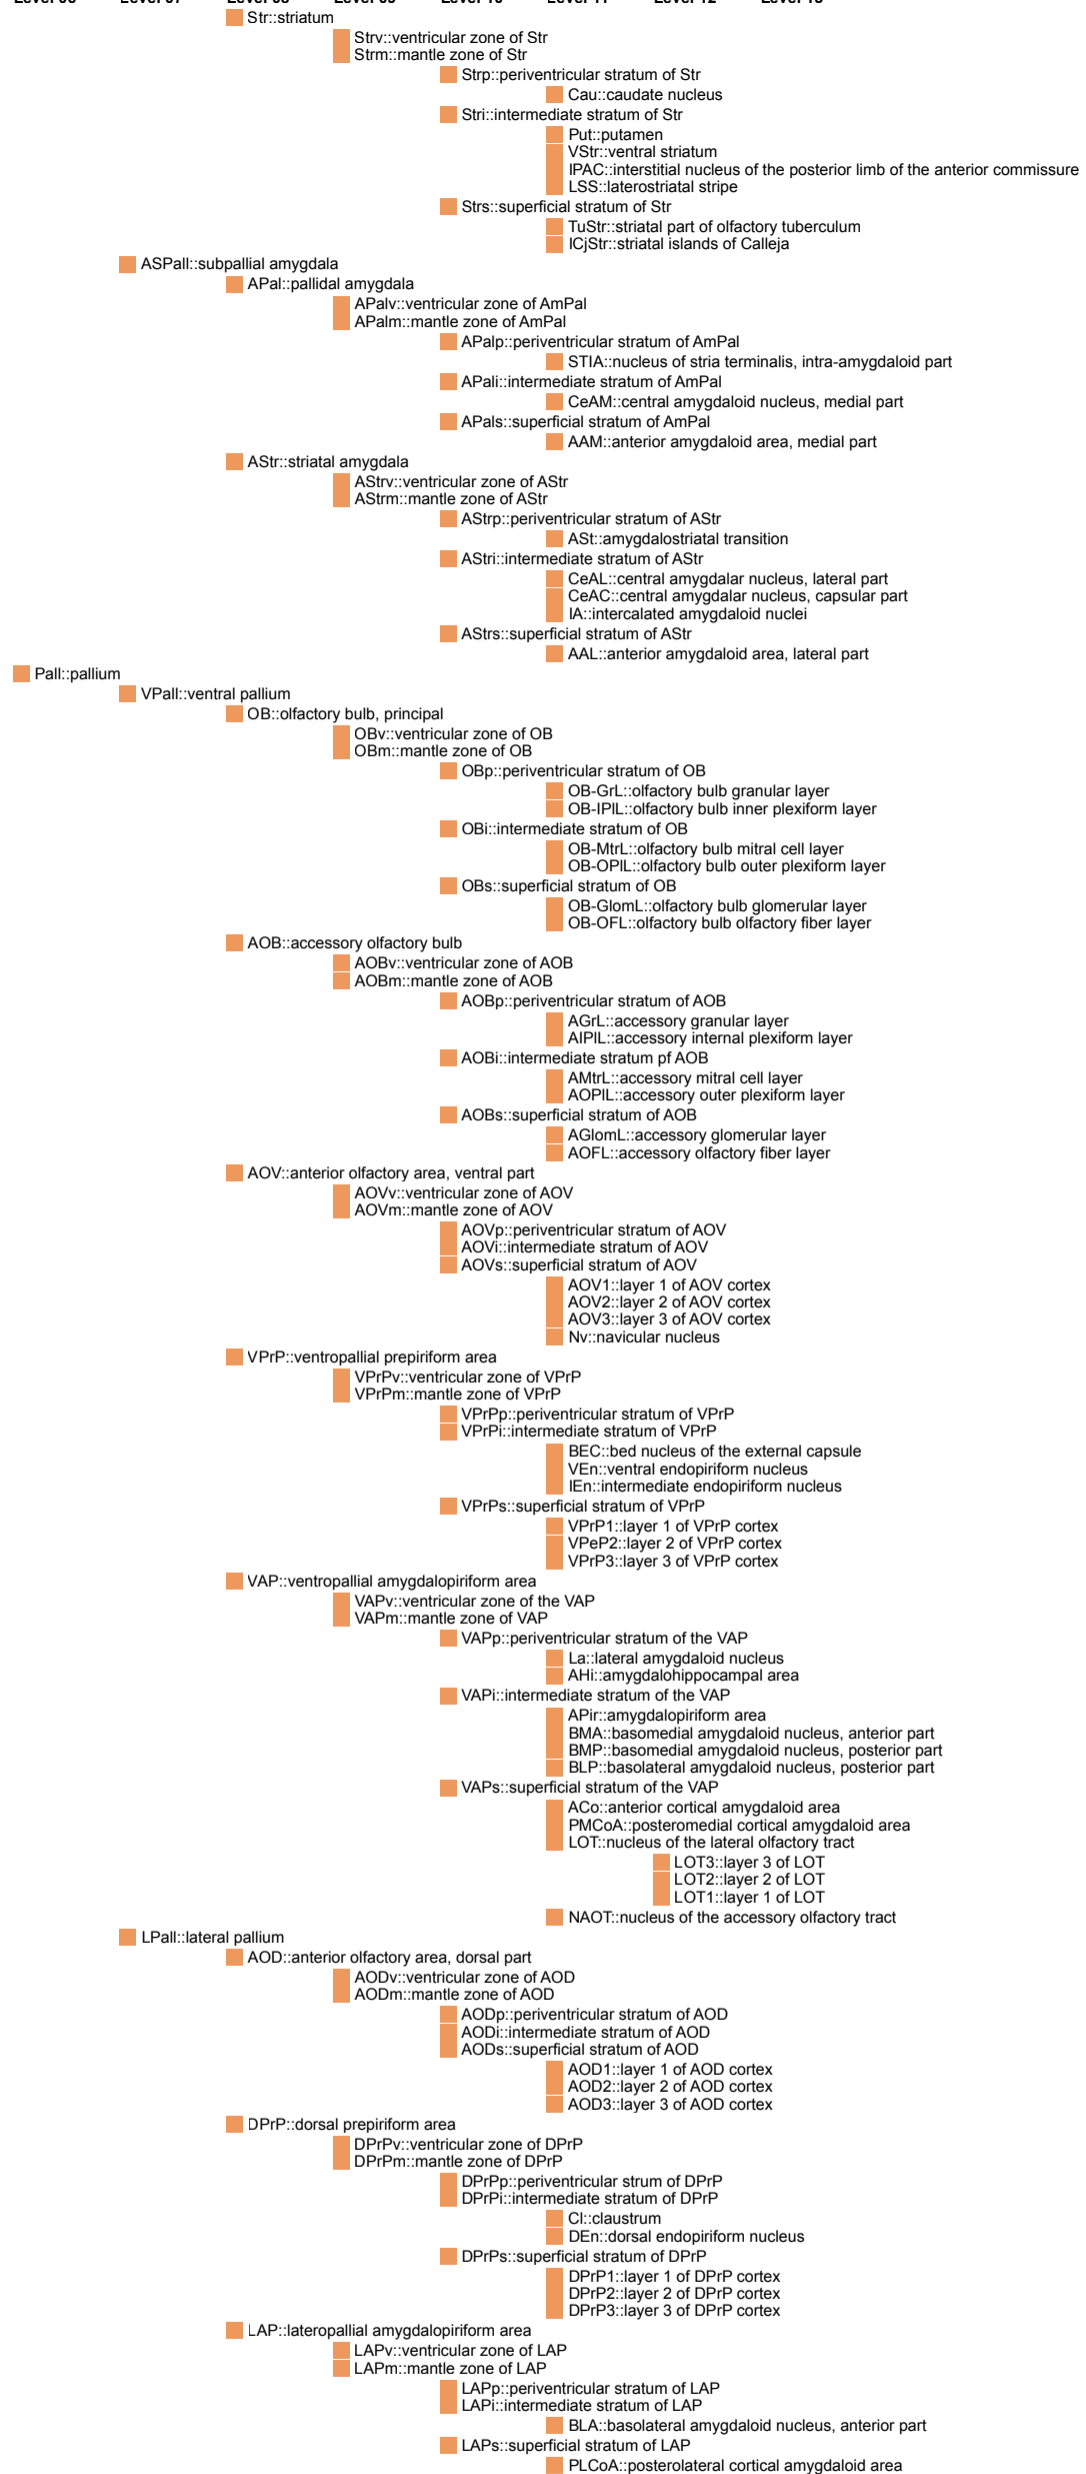 Str::striatum
Strv::ventricular zone of Str
Strm::mantle zone of Str
Strp::periventricular stratum of Str
Cau::caudate nucleus
Stri::intermediate stratum of Str
Put::putamen
VStr::ventral striatum
IPAC::interstitial nucleus of the posterior limb of the anterior commissure
LSS::laterostriatal stripe
Strs::superficial stratum of Str
TuStr::striatal part of olfactory tuberculum
ICjStr::striatal islands of Calleja
ASPall::subpallial amygdala
APal::pallidal amygdala
APalv::ventricular zone of AmPal
APalm::mantle zone of AmPal
APalp::periventricular stratum of AmPal
STIA::nucleus of stria terminalis, intra-amygdaloid part
APali::intermediate stratum of AmPal
CeAM::central amygdaloid nucleus, medial part
APals::superficial stratum of AmPal
AAM::anterior amygdaloid area, medial part
AStr::striatal amygdala
AStrv::ventricular zone of AStr
AStrm::mantle zone of AStr
AStrp::periventricular stratum of AStr
ASt::amygdalostriatal transition
AStri::intermediate stratum of AStr
CeAL::central amygdalar nucleus, lateral part
CeAC::central amygdalar nucleus, capsular part
IA::intercalated amygdaloid nuclei
AStrs::superficial stratum of AStr
AAL::anterior amygdaloid area, lateral part
Pall::pallium
VPall::ventral pallium
OB::olfactory bulb, principal
OBv::ventricular zone of OB
OBm::mantle zone of OB
OBp::periventricular stratum of OB
OB-GrL::olfactory bulb granular layer
OB-IPlL::olfactory bulb inner plexiform layer
OBi::intermediate stratum of OB
OB-MtrL::olfactory bulb mitral cell layer
OB-OPlL::olfactory bulb outer plexiform layer
OBs::superficial stratum of OB
OB-GlomL::olfactory bulb glomerular layer
OB-OFL::olfactory bulb olfactory fiber layer
AOB::accessory olfactory bulb
AOBv::ventricular zone of AOB
AOBm::mantle zone of AOB
AOBp::periventricular stratum of AOB
AGrL::accessory granular layer
AIPlL::accessory internal plexiform layer
AOBi::intermediate stratum pf AOB
AMtrL::accessory mitral cell layer
AOPlL::accessory outer plexiform layer
AOBs::superficial stratum of AOB
AGlomL::accessory glomerular layer
AOFL::accessory olfactory fiber layer
AOV::anterior olfactory area, ventral part
AOVv::ventricular zone of AOV
AOVm::mantle zone of AOV
AOVp::periventricular stratum of AOV
AOVi::intermediate stratum of AOV
AOVs::superficial stratum of AOV
AOV1::layer 1 of AOV cortex
AOV2::layer 2 of AOV cortex
AOV3::layer 3 of AOV cortex
Nv::navicular nucleus
VPrP::ventropallial prepiriform area
VPrPv::ventricular zone of VPrP
VPrPm::mantle zone of VPrP
VPrPp::periventricular stratum of VPrP
VPrPi::intermediate stratum of VPrP
BEC::bed nucleus of the external capsule
VEn::ventral endopiriform nucleus
IEn::intermediate endopiriform nucleus
VPrPs::superficial stratum of VPrP
VPrP1::layer 1 of VPrP cortex
VPeP2::layer 2 of VPrP cortex
VPrP3::layer 3 of VPrP cortex
VAP::ventropallial amygdalopiriform area
VAPv::ventricular zone of the VAP
VAPm::mantle zone of VAP
VAPp::periventricular stratum of the VAP
La::lateral amygdaloid nucleus
AHi::amygdalohippocampal area
VAPi::intermediate stratum of the VAP
APir::amygdalopiriform area
BMA::basomedial amygdaloid nucleus, anterior part
BMP::basomedial amygdaloid nucleus, posterior part
BLP::basolateral amygdaloid nucleus, posterior part
VAPs::superficial stratum of the VAP
ACo::anterior cortical amygdaloid area
PMCoA::posteromedial cortical amygdaloid area
LOT::nucleus of the lateral olfactory tract
LOT3::layer 3 of LOT
LOT2::layer 2 of LOT
LOT1::layer 1 of LOT
NAOT::nucleus of the accessory olfactory tract
LPall::lateral pallium
AOD::anterior olfactory area, dorsal part
AODv::ventricular zone of AOD
AODm::mantle zone of AOD
AODp::periventricular stratum of AOD
AODi::intermediate stratum of AOD
AODs::superficial stratum of AOD
AOD1::layer 1 of AOD cortex
AOD2::layer 2 of AOD cortex
AOD3::layer 3 of AOD cortex
DPrP::dorsal prepiriform area
DPrPv::ventricular zone of DPrP
DPrPm::mantle zone of DPrP
DPrPp::periventricular strum of DPrP
DPrPi::intermediate stratum of DPrP
Cl::claustrum
DEn::dorsal endopiriform nucleus
DPrPs::superficial stratum of DPrP
DPrP1::layer 1 of DPrP cortex
DPrP2::layer 2 of DPrP cortex
DPrP3::layer 3 of DPrP cortex
LAP::lateropallial amygdalopiriform area
LAPv::ventricular zone of LAP
LAPm::mantle zone of LAP
LAPp::periventricular stratum of LAP
LAPi::intermediate stratum of LAP
BLA::basolateral amygdaloid nucleus, anterior part
LAPs::superficial stratum of LAP
PLCoA::posterolateral cortical amygdaloid area